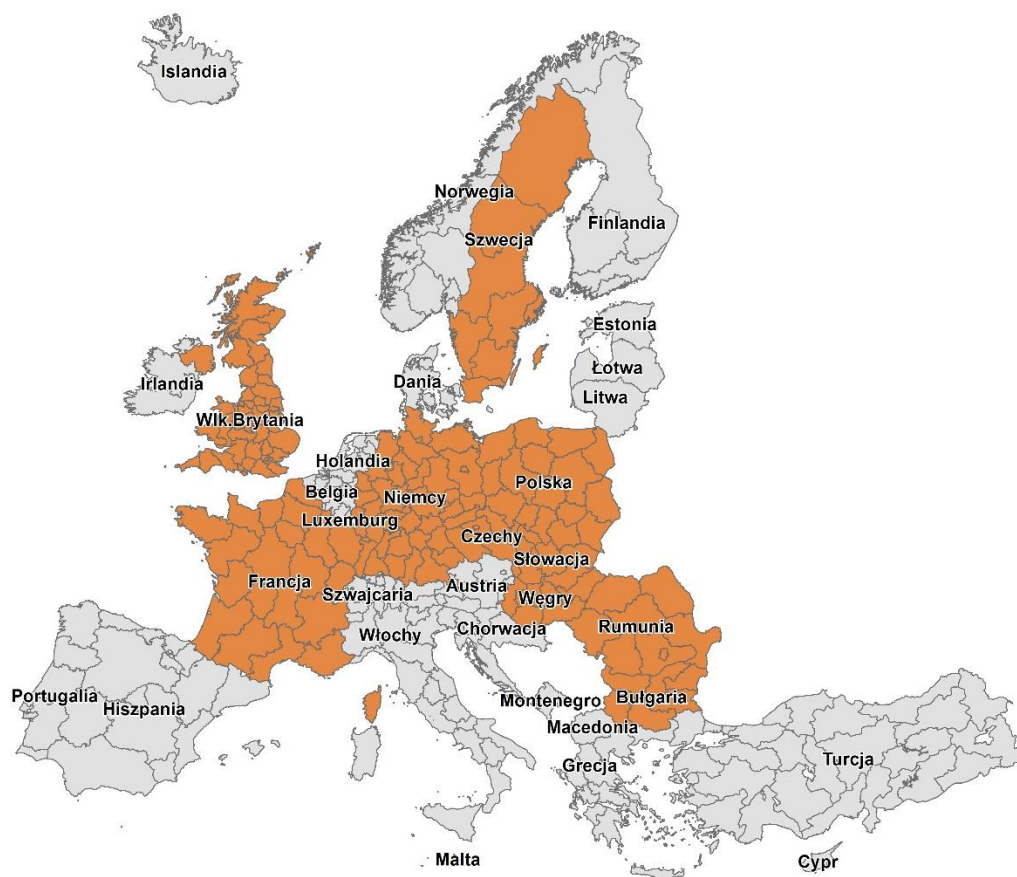 Islandia
Norwegia
Finlandia
Szwecja
Estonia
Łotwa
Dania
Irlandia
Litwa
Wlk.Brytania
Holandia
Polska
Belgia
Niemcy
Luxemburg
Czechy
Słowacja
Francja
Austria
Szwajcaria
Węgry
Rumunia
Włochy
Chorwacja
Portugalia
Hiszpania
Montenegro
Bułgaria
Macedonia
Grecja
Turcja
Malta
Cypr